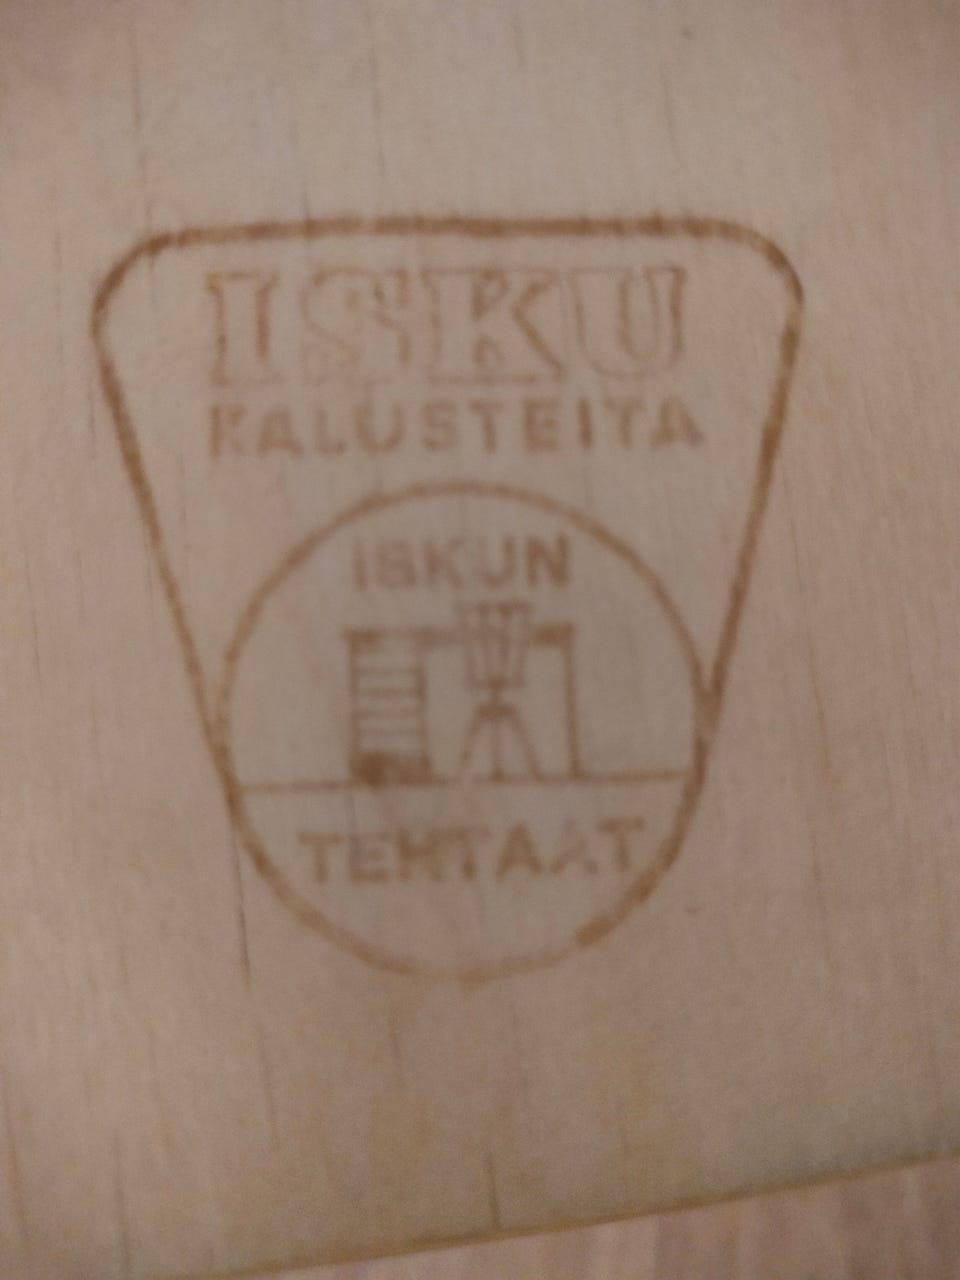 ISKU
KALUSTEITA
ISKUN
TEHTAAT